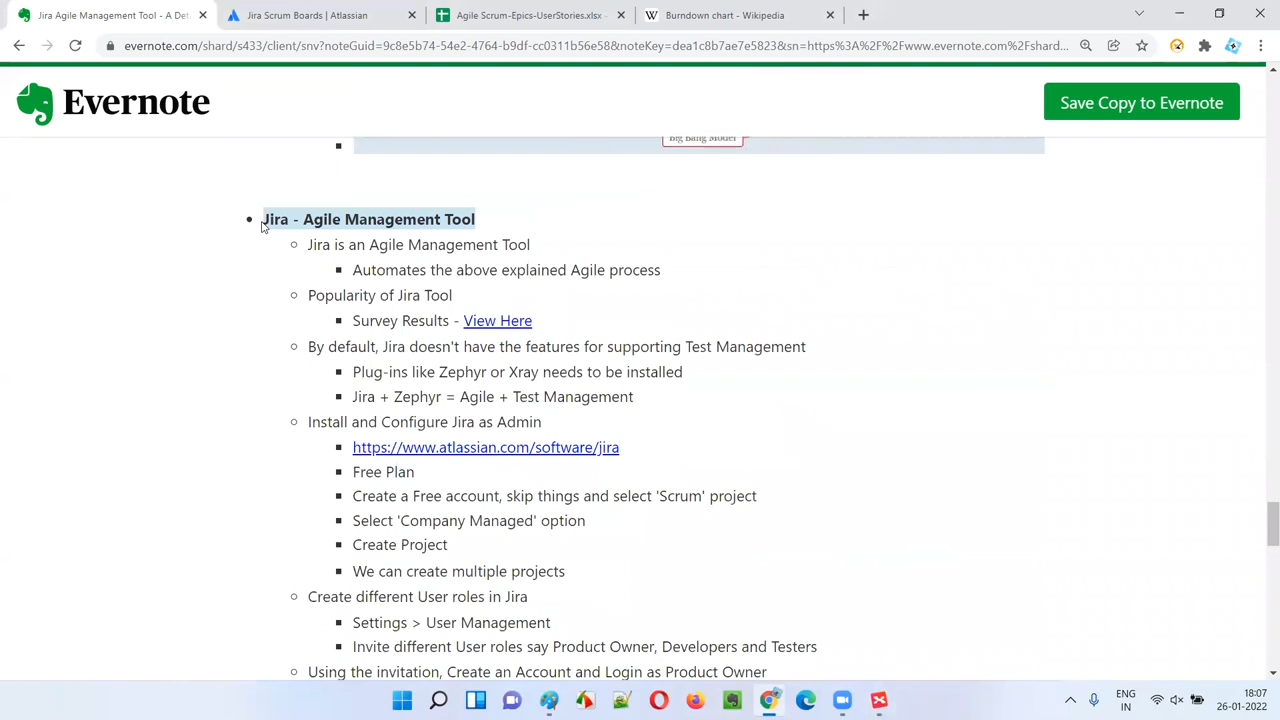 Jira Agile Management Tool - A De
Jira Scrum Boards | Atlassian
Agile Scrum-Epics-UserStories.xlsx -
Burndown chart - Wikipedia
evernote.com/shard/s433/client/snv?noteGuid=9c8e5b74-54e2-4764-b9df-cc0311b56e58&noteKey=dea1c8b7ae7e5823&sn=https%3A%2F%2Fwww.evernote.com%2Fshard...
Evernote
Save Copy to Evernote
Big Bang Model
Jira - Agile Management Tool
Jira is an Agile Management Tool
Automates the above explained Agile process
Popularity of Jira Tool
Survey Results - View Here
By default, Jira doesn't have the features for supporting Test Management
Plug-ins like Zephyr or Xray needs to be installed
Jira + Zephyr = Agile + Test Management
Install and Configure Jira as Admin
https://www.atlassian.com/software/jira
Free Plan
Create a Free account, skip things and select 'Scrum' project
Select 'Company Managed' option
Create Project
We can create multiple projects
Create different User roles in Jira
Settings > User Management
Invite different User roles say Product Owner, Developers and Testers
Using the invitation, Create an Account and Login as Product Owner
ENG
IN
18:07
26-01-2022